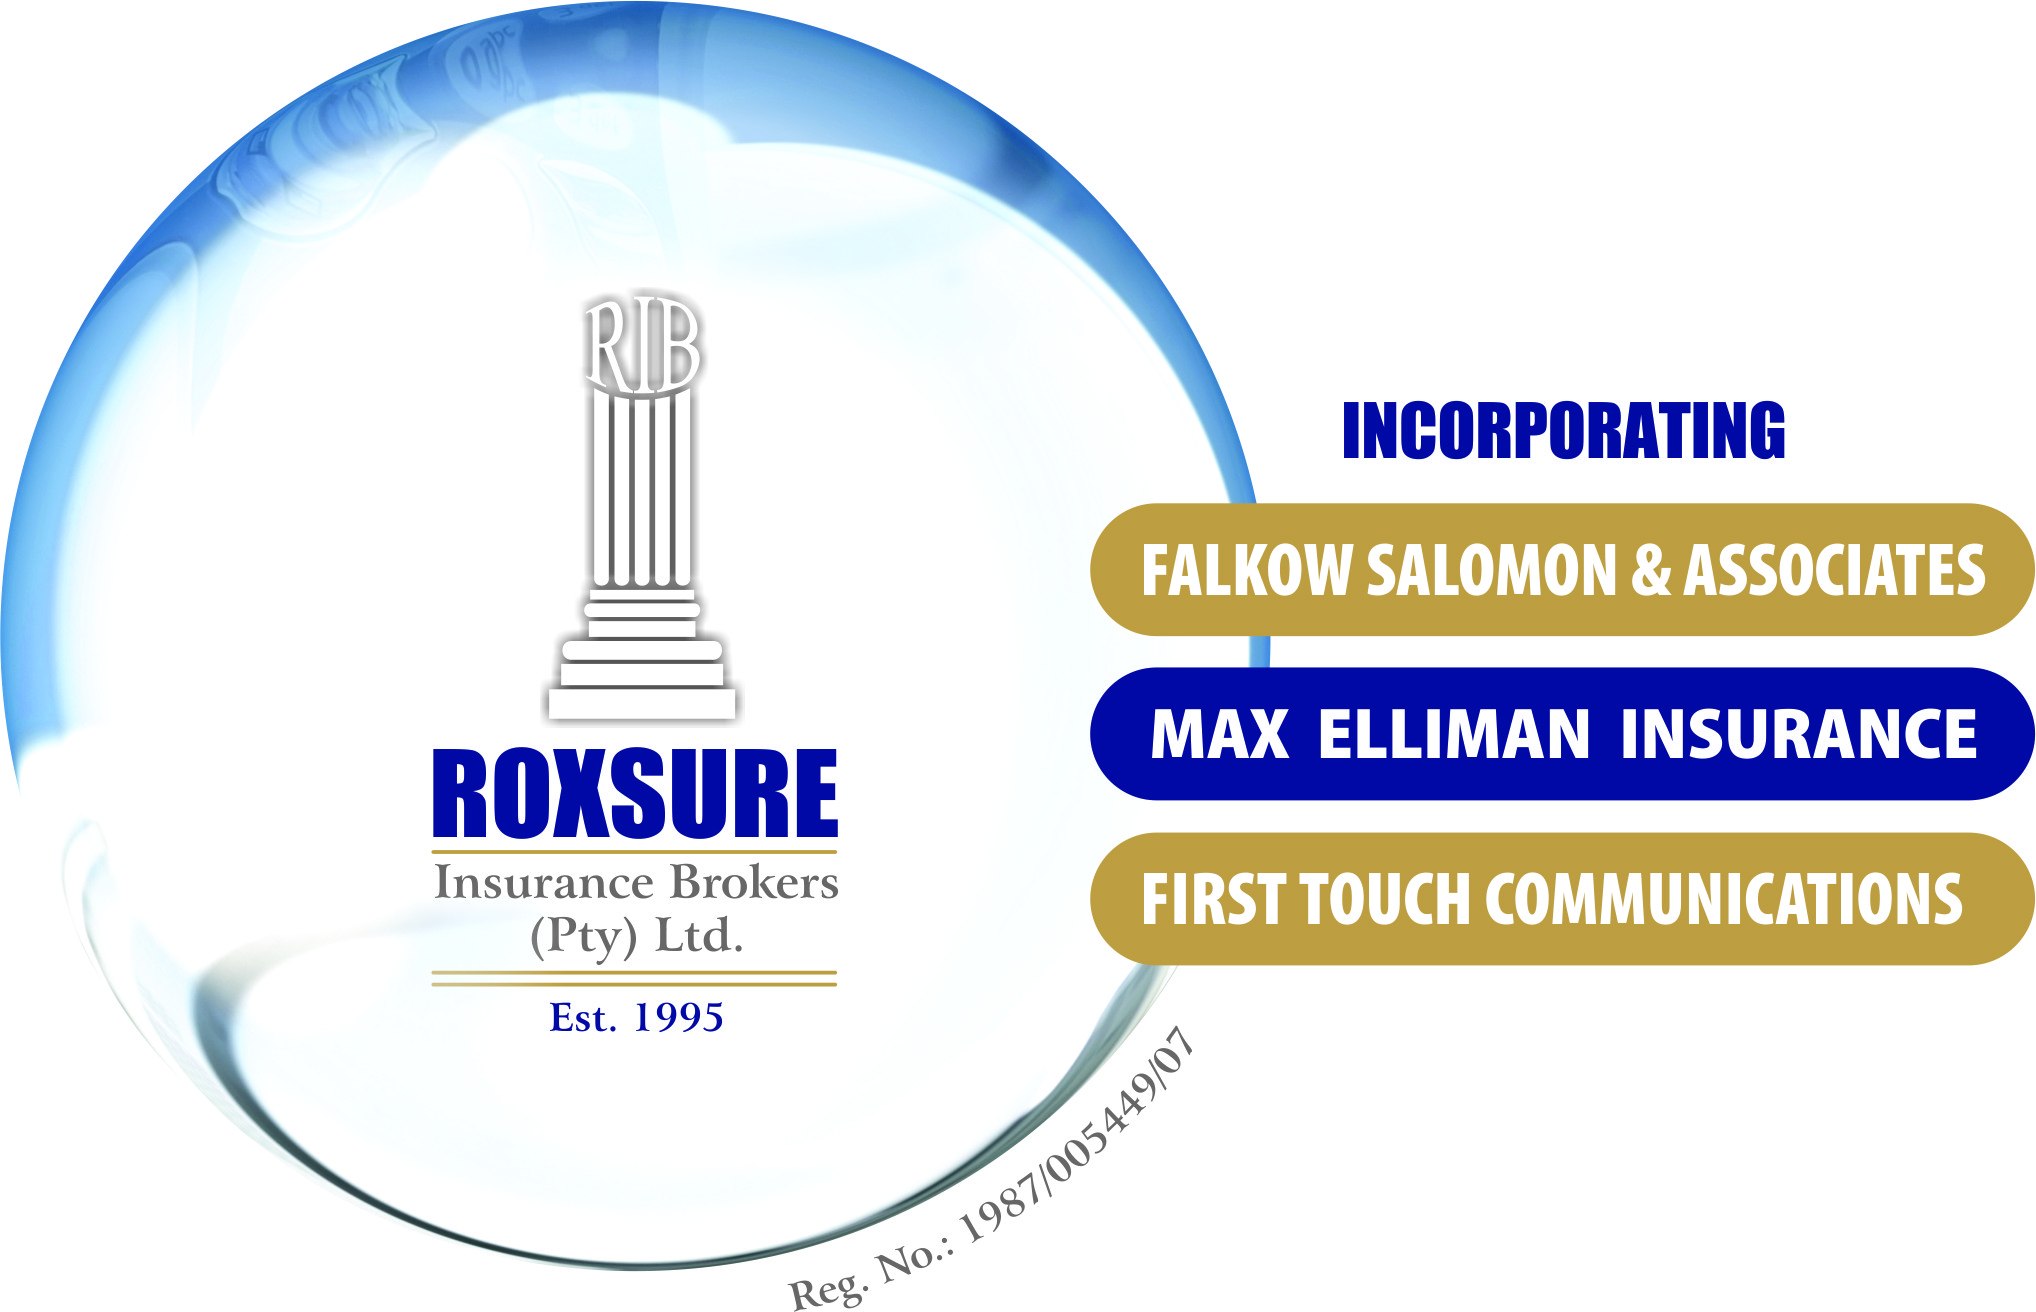 RIB
ROXSURE
Insurance Brokers
(Pty) Ltd.
Est. 1995
Reg. No.: 1987/005449/07
INCORPORATING
FALKOW SALOMON & ASSOCIATES
MAX ELLIMAN INSURANCE
FIRST TOUCH COMMUNICATIONS